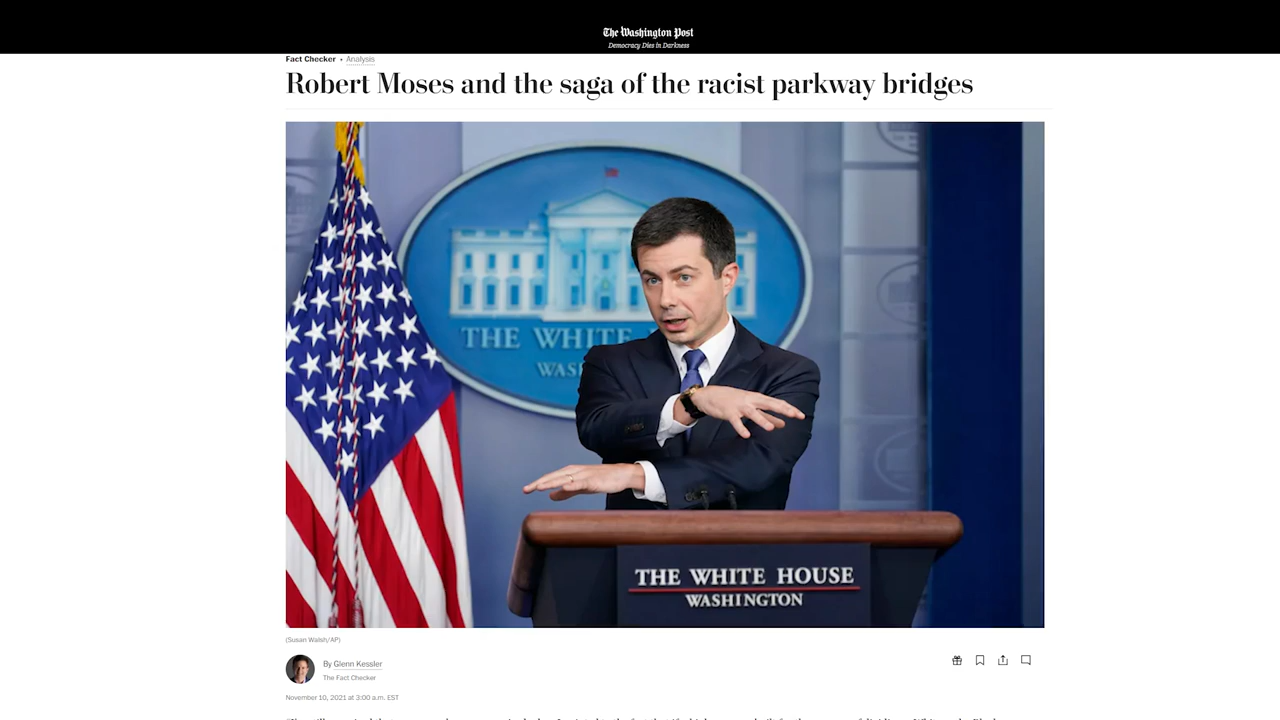 The Washington Post
Democracy Dies in Darkness
Fact Checker • Analysis
Robert Moses and the saga of the racist parkway bridges
THE WHITE
WAS
THE WHITE HOUSE
WASHINGTON
(Susan Walsh/AP)
By Glenn Kessler
The Fact Checker
November 10, 2021 at 3:00 a.m. EST